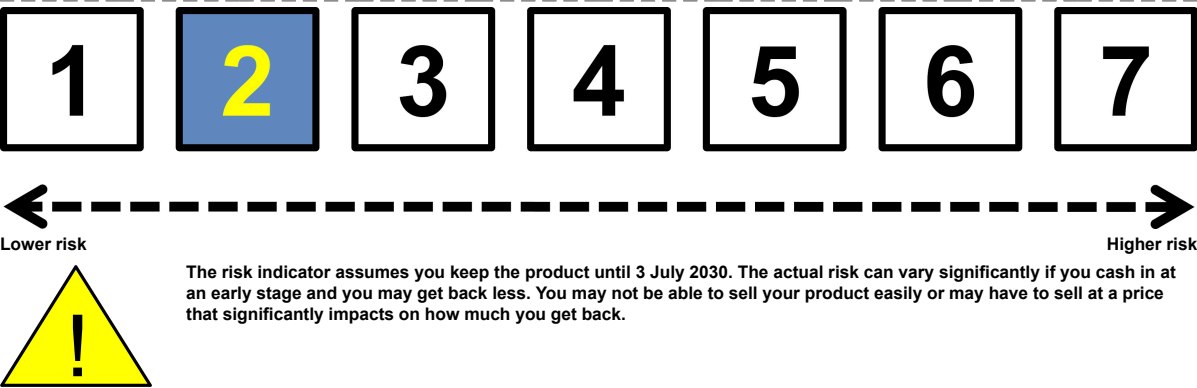 1 2 3 4 5 6 7
Lower risk Higher risk
The risk indicator assumes you keep the product until 3 July 2030. The actual risk can vary significantly if you cash in at
an early stage and you may get back less. You may not be able to sell your product easily or may have to sell at a price
that significantly impacts on how much you get back.
!